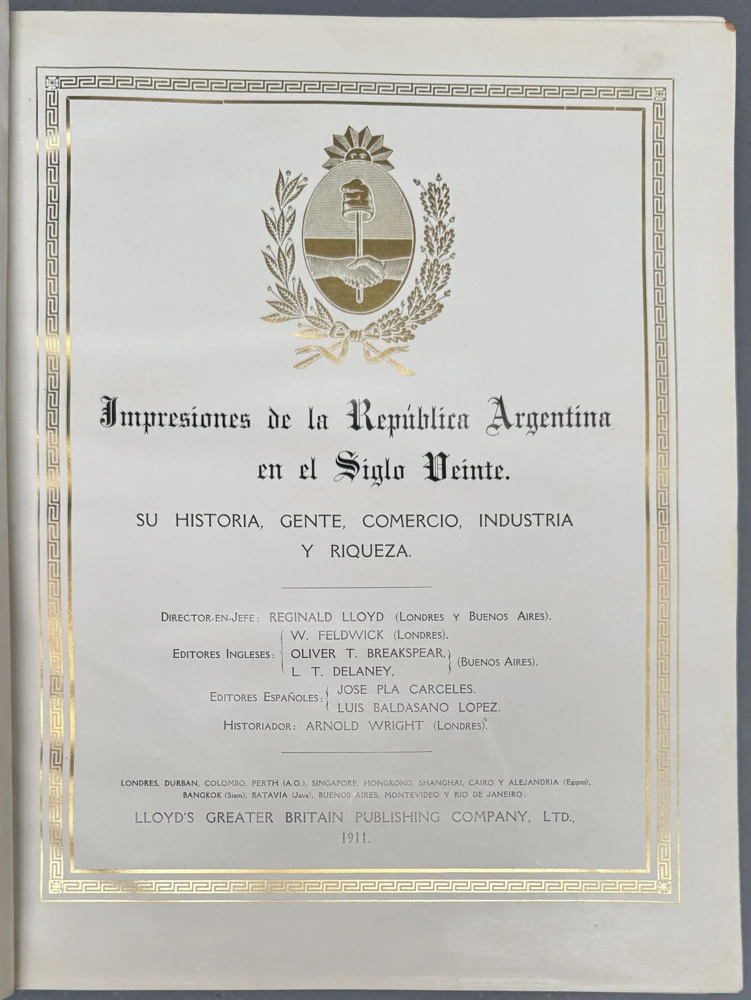 Impresiones de la República Argentina
en el Siglo Veinte.
SU HISTORIA, GENTE, COMERCIO, INDUSTRIA
Y RIQUEZA.
DIRECTOR-EN-JEFE: REGINALD LLOYD (LONDRES Y BUENOS AIRES).
W. FELDWICK (LONDRES).
EDITORES INGLESES: OLIVER T. BREAKSPEAR, (BUENOS AIRES).
L. T. DELANEY,
EDITORES ESPAÑOLES: JOSE PLA CARCELES.
LUIS BALDASANO LOPEZ.
HISTORIADOR: ARNOLD WRIGHT (LONDRES).
LONDRES, DURBAN, COLOMBO, PERTH (A.O.), SINGAPORE, HONGKONG, SHANGHAI, CAIRO Y ALEJANDRIA (Egipto),
BANGKOK (Siam), BATAVIA (Java), BUENOS AIRES, MONTEVIDEO Y RIO DE JANEIRO:
LLOYD'S GREATER BRITAIN PUBLISHING COMPANY, LTD.,
1911.